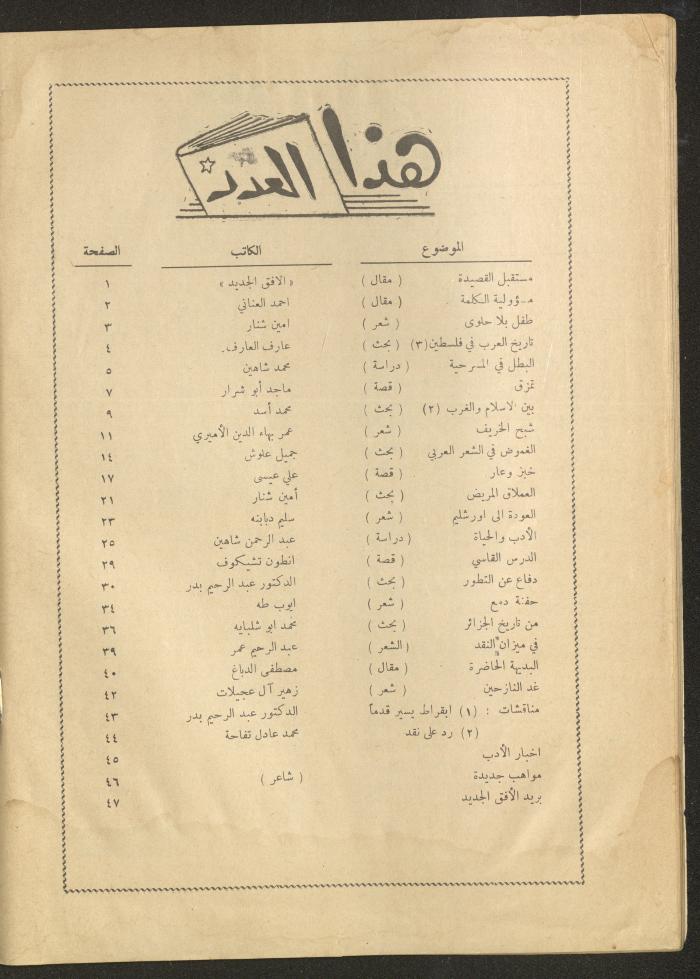 هذا العدد
الموضوع الكاتب الصفحة
مستقبل القصيدة ( مقال ) « الافق الجديد » ١
مسؤولية الكلمة ( مقال ) احمد العناني ٢
طفل بلا حلوى ( شعر ) امين شنار ٣
تاريخ العرب في فلسطين (٣) ( بحث ) عارف العارف ٤
البطل في المسرحية ( دراسة ) محمد شاهين ٥
تمزق ( قصة ) ماجد أبو شرار ٧
بين الاسلام والغرب (٢) ( بحث ) محمد أسد ٩
شبح الخريف ( شعر ) عمر بهاء الدين الأميري ١١
الغموض في الشعر العربي ( بحث ) جميل علوش ١٤
خبز وعار ( قصة ) علي عيسى ١٧
العملاق المريض ( بحث ) أمين شنار ٢١
العودة الى اورشليم ( شعر ) سليم دبابنه ٢٣
الأدب والحياة ( دراسة ) عبد الرحمن شاهين ٢٥
الدرس القاسي ( قصة ) انطون تشيكوف ٢٩
دفاع عن التطور ( بحث ) الدكتور عبد الرحيم بدر ٣٠
حفنة دمع ( شعر ) ايوب طه ٣٤
من تاريخ الجزائر ( بحث ) محمد ابو شلبايه ٣٦
في ميزان النقد ( الشعر ) عبد الرحيم عمر ٣٩
البديهة الحاضرة ( مقال ) مصطفى الدباغ ٤٠
غد النازحين ( شعر ) زهير آل عجيلات ٤٢
مناقشات : (١) ابقراط يسير قدماً الدكتور عبد الرحيم بدر ٤٣
(٢) رد على نقد محمد عادل تفاحة ٤٤
اخبار الأدب ٤٥
مواهب جديدة ( شاعر ) ٤٦
بريد الأفق الجديد ٤٧